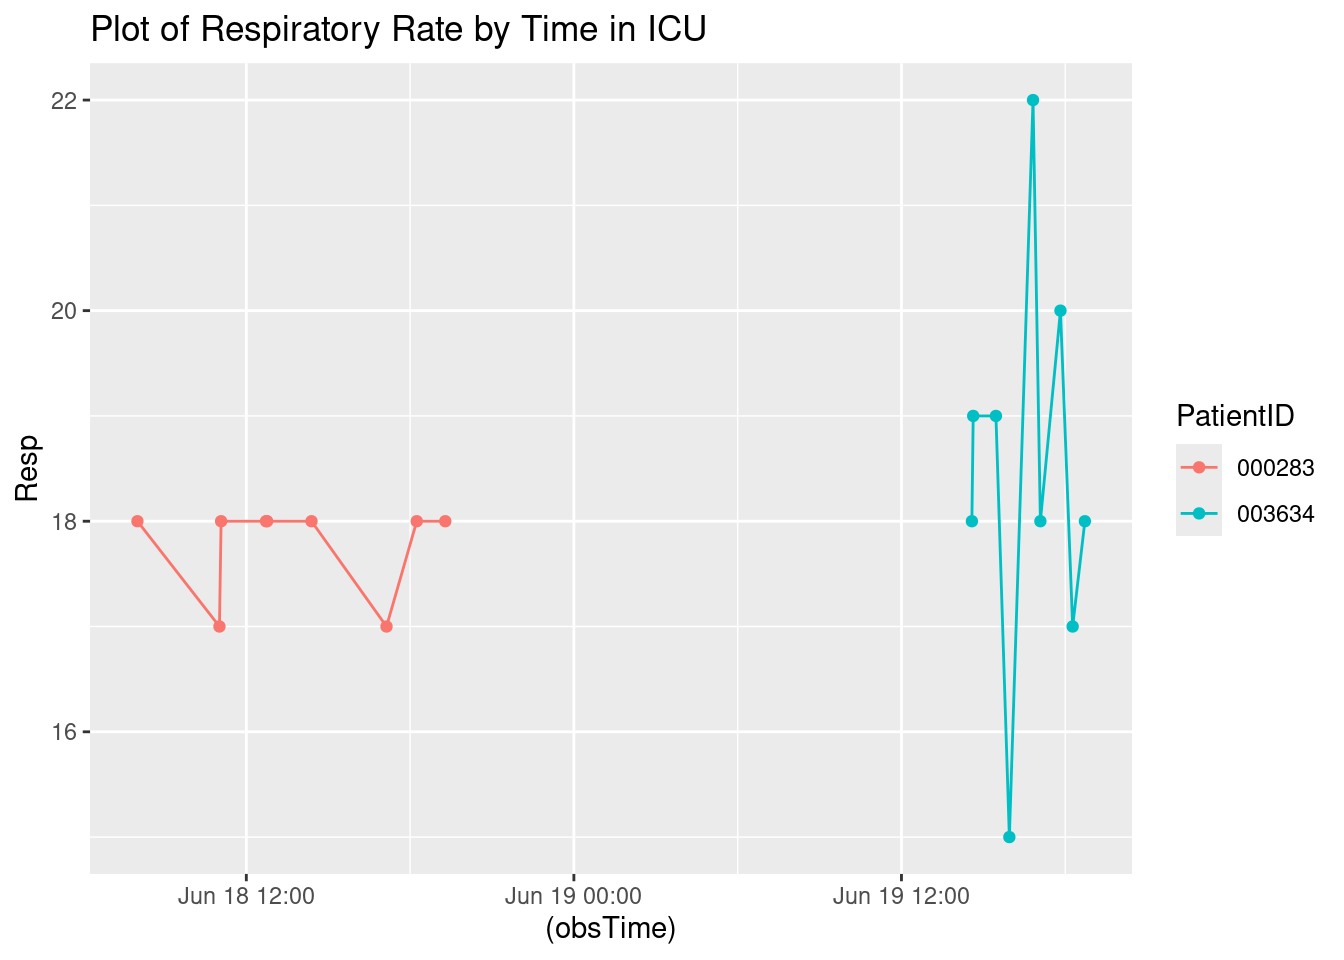 Plot of Respiratory Rate by Time in ICU
22
20
18
16
Resp
Jun 18 12:00
Jun 19 00:00
Jun 19 12:00
(obsTime)
PatientID
000283
003634